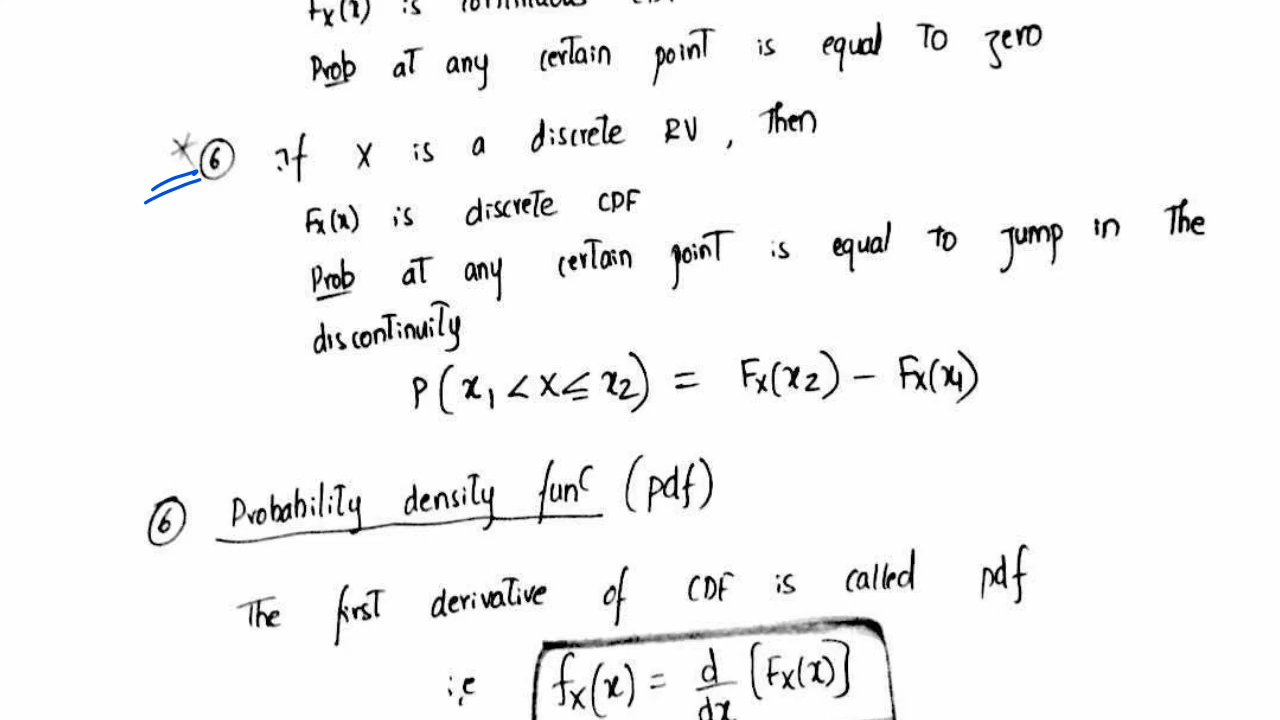 Fx(x) is
Prob at any certain point is equal to zero
* 6 if X is a discrete RV, Then
Fx(x) is discrete CDF
Prob at any certain point is equal to Jump in The
discontinuity
P(x₁ < X ≤ x₂) = Fx(x₂) - Fx(x₁)
6 Probability density func (pdf)
The first derivative of CDF is called pdf
i,e fx(x) = d/dx [Fx(x)]